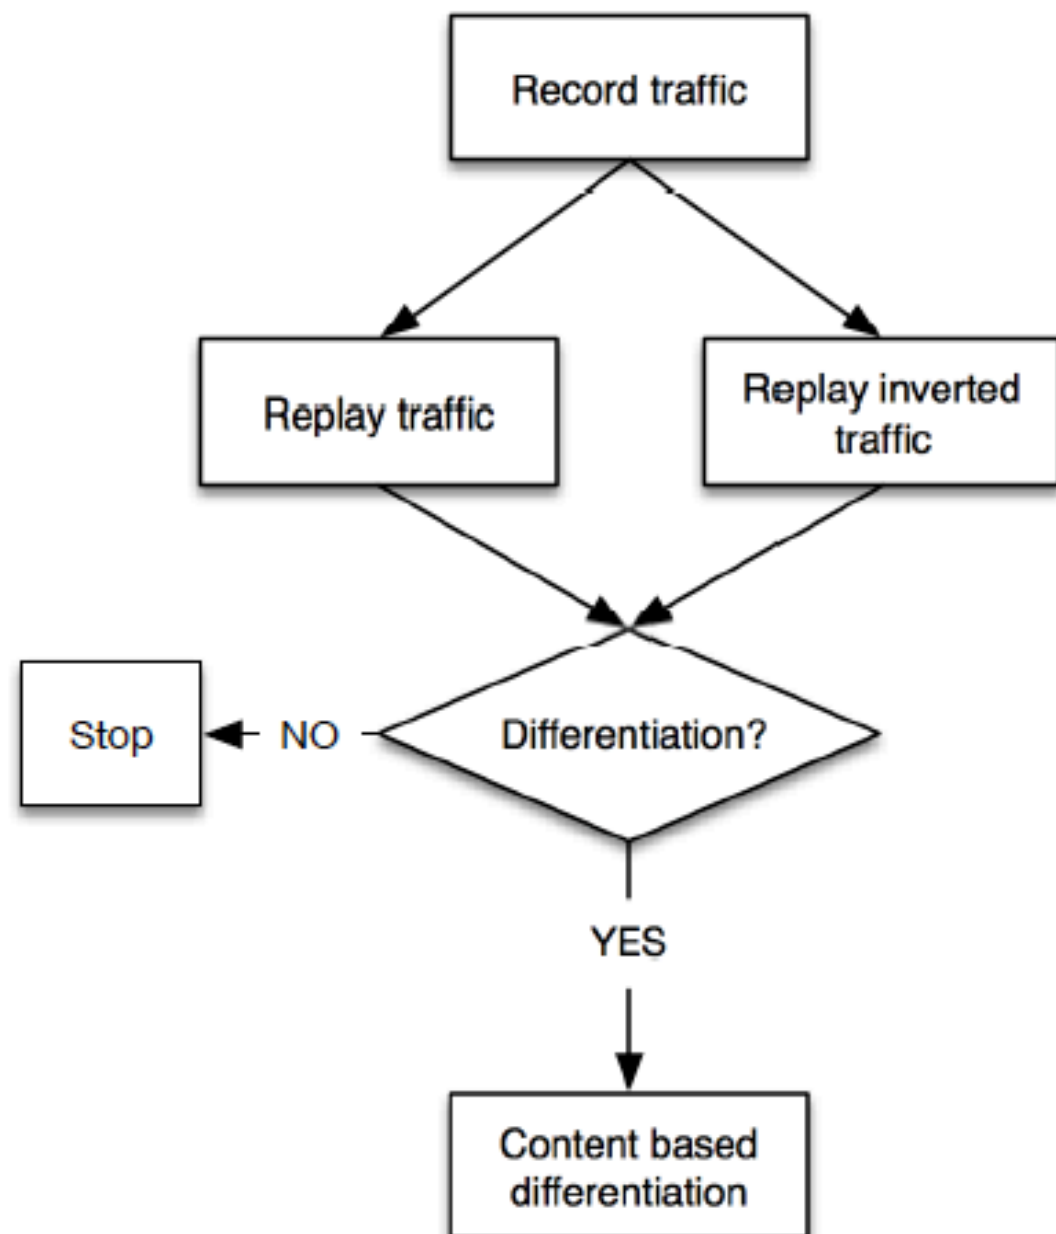 Record traffic
Replay traffic
Replay inverted
traffic
Differentiation?
NO
Stop
YES
Content based
differentiation